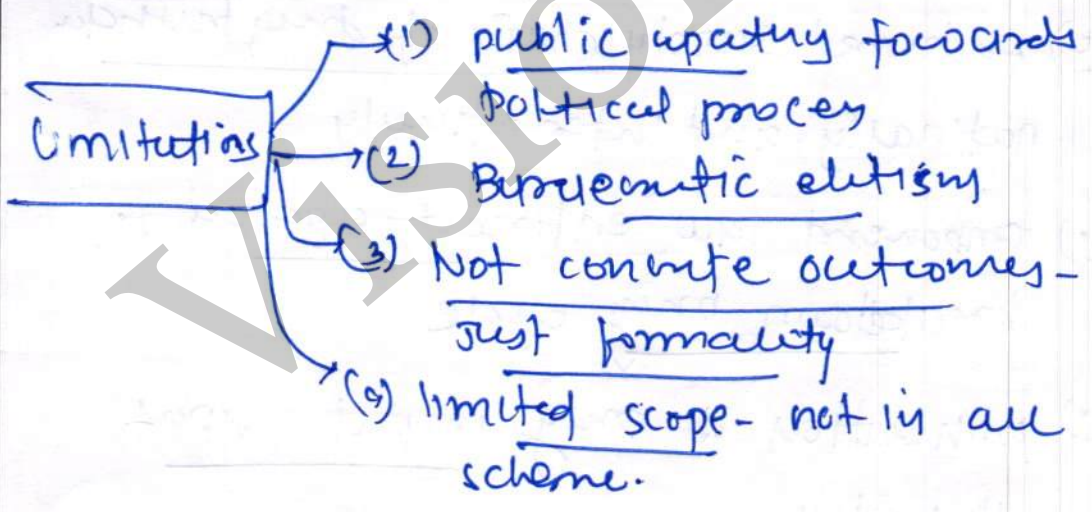 (1) public apathy towards
political process
Limitations
(2) Bureaucratic elitism
(3) Not concrete outcomes-
Just formality
(4) limited scope- not in all
scheme.
Vision